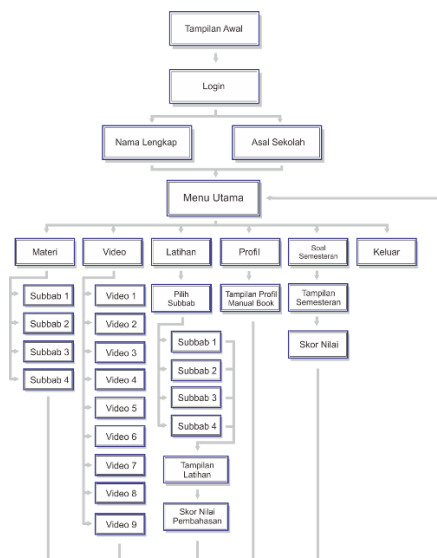 Tampilan Awal
Login
Nama Lengkap
Asal Sekolah
Menu Utama
Materi
Video
Latihan
Profil
Soal
Semesteran
Keluar
Subbab 1
Subbab 2
Subbab 3
Subbab 4
Video 1
Video 2
Video 3
Video 4
Video 5
Video 6
Video 7
Video 8
Video 9
Pilih
Subbab
Subbab 1
Subbab 2
Subbab 3
Subbab 4
Tampilan
Latihan
Skor Nilai
Pembahasan
Tampilan Profil
Manual Book
Tampilan
Semesteran
Skor Nilai